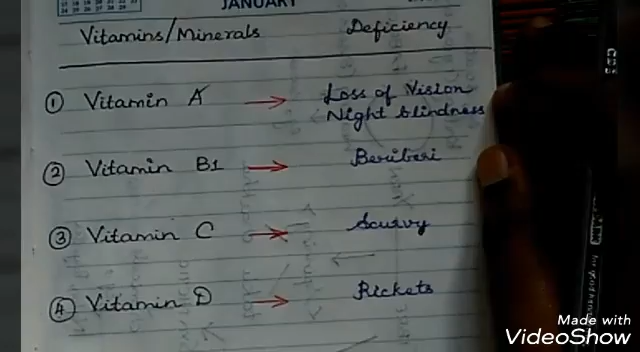 JANUARY
Vitamins/Minerals Deficiency
① Vitamin A → Loss of Vision
Night blindness
② Vitamin B1 → Beriberi
③ Vitamin C → Scurvy
④ Vitamin D → Rickets
Made with
VideoShow